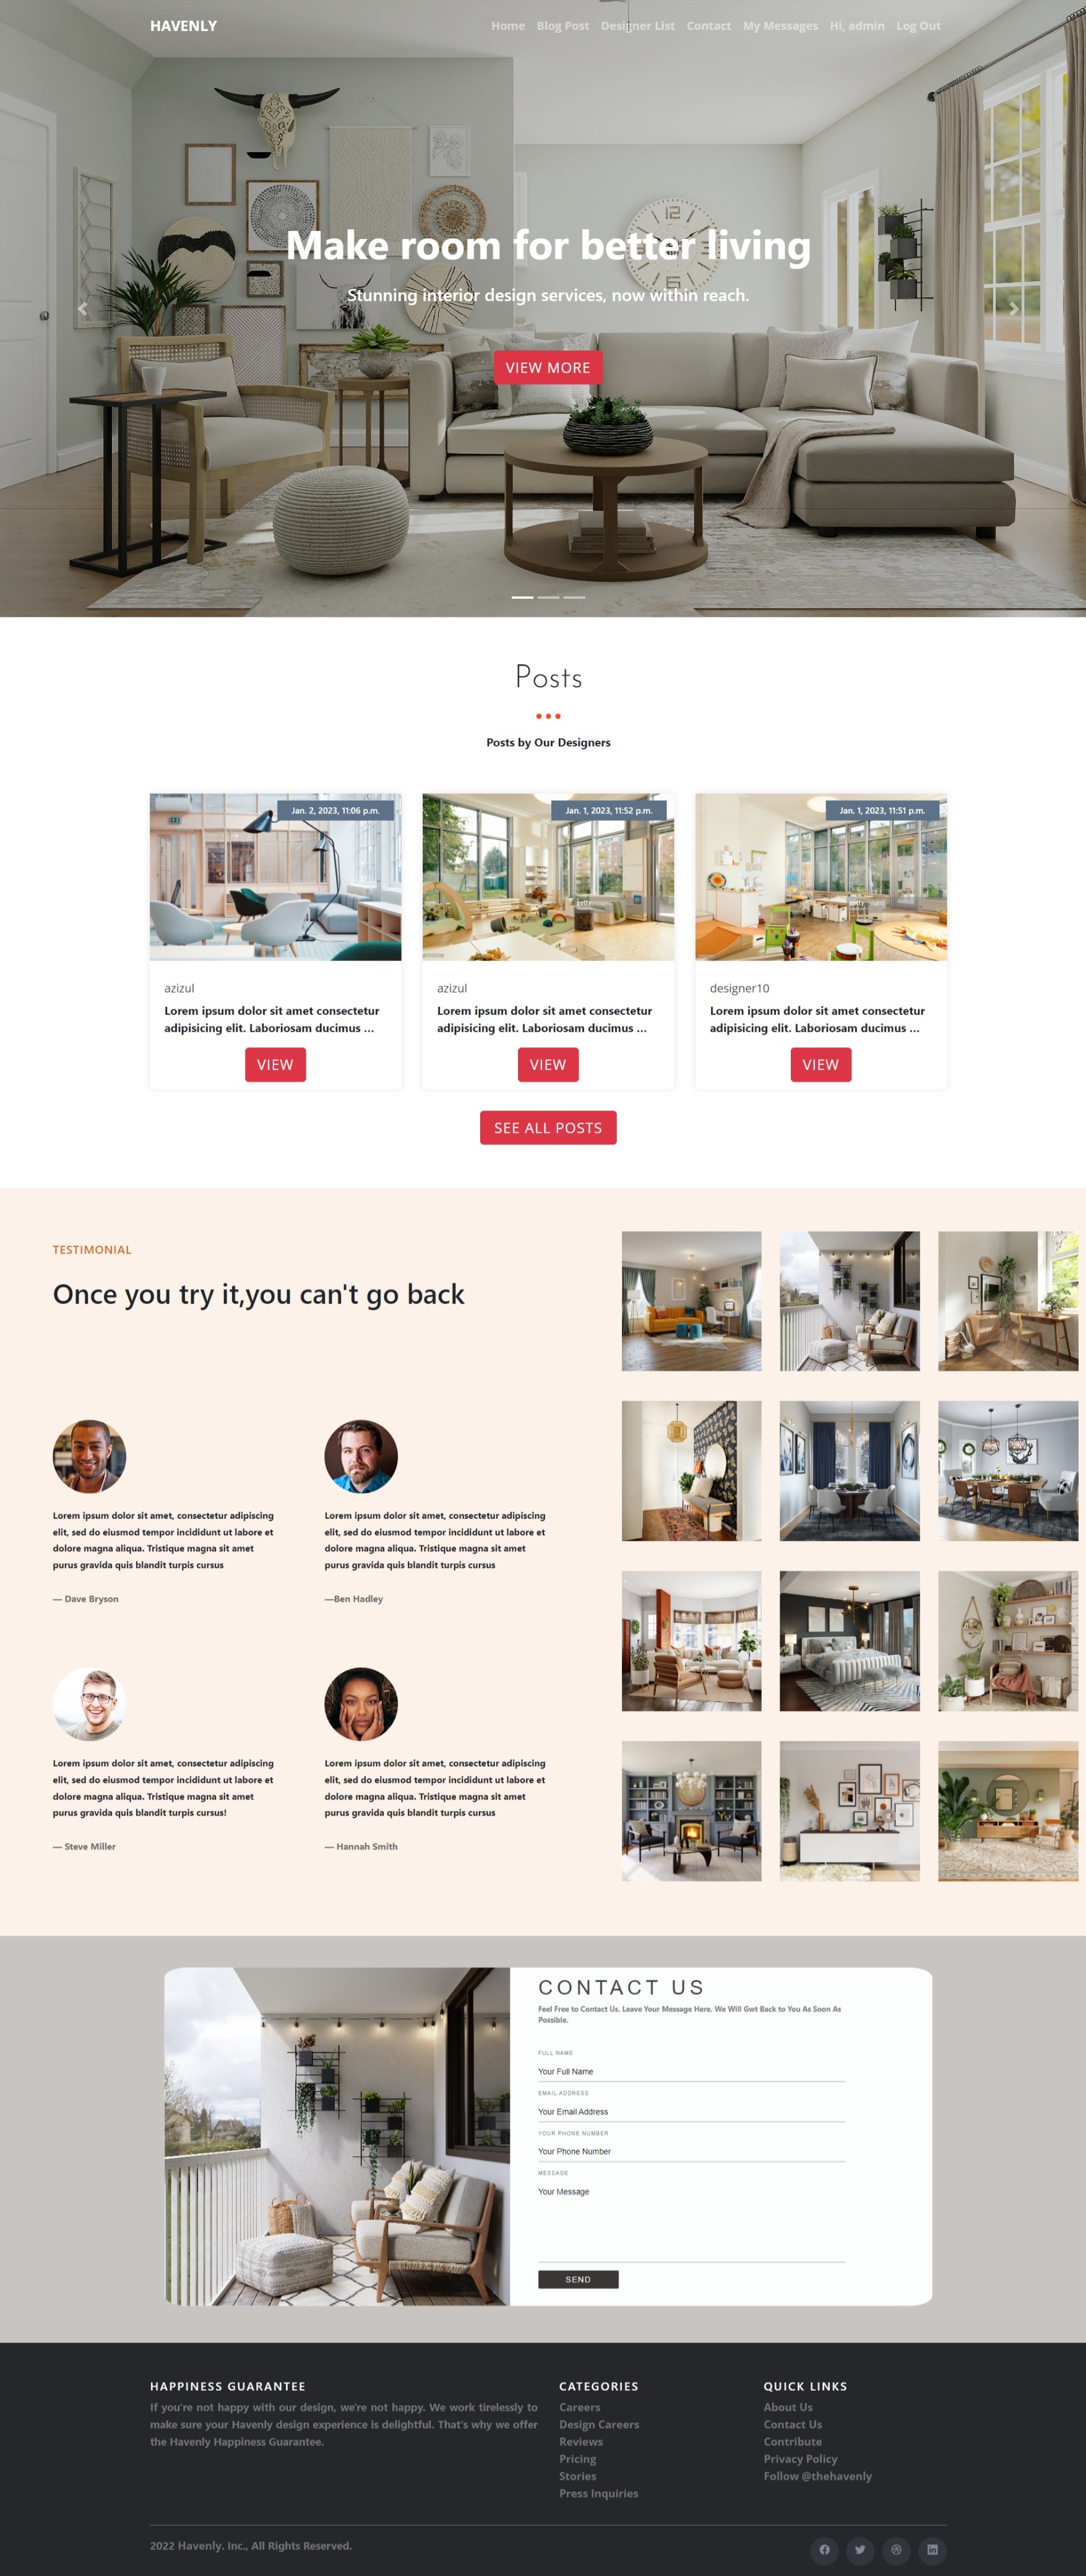 HAVENLY
Home Blog Post Designer List Contact My Messages Hi, admin Log Out
Make room for better living
Stunning interior design services, now within reach.
VIEW MORE
Posts
Posts by Our Designers
Jan. 2, 2023, 11:06 p.m.
Jan. 1, 2023, 11:52 p.m.
Jan. 1, 2023, 11:51 p.m.
azizul
Lorem ipsum dolor sit amet consectetur
adipisicing elit. Laboriosam ducimus ...
VIEW
azizul
Lorem ipsum dolor sit amet consectetur
adipisicing elit. Laboriosam ducimus ...
VIEW
designer10
Lorem ipsum dolor sit amet consectetur
adipisicing elit. Laboriosam ducimus ...
VIEW
SEE ALL POSTS
TESTIMONIAL
Once you try it,you can't go back
Lorem ipsum dolor sit amet, consectetur adipiscing
elit, sed do eiusmod tempor incididunt ut labore et
dolore magna aliqua. Tristique magna sit amet
purus gravida quis blandit turpis cursus
— Dave Bryson
Lorem ipsum dolor sit amet, consectetur adipiscing
elit, sed do eiusmod tempor incididunt ut labore et
dolore magna aliqua. Tristique magna sit amet
purus gravida quis blandit turpis cursus
—Ben Hadley
Lorem ipsum dolor sit amet, consectetur adipiscing
elit, sed do eiusmod tempor incididunt ut labore et
dolore magna aliqua. Tristique magna sit amet
purus gravida quis blandit turpis cursus!
— Steve Miller
Lorem ipsum dolor sit amet, consectetur adipiscing
elit, sed do eiusmod tempor incididunt ut labore et
dolore magna aliqua. Tristique magna sit amet
purus gravida quis blandit turpis cursus
— Hannah Smith
CONTACT US
Feel Free to Contact Us. Leave Your Message Here. We Will Gwt Back to You As Soon As
Possible.
FULL NAME
Your Full Name
EMAIL ADDRESS
Your Email Address
YOUR PHONE NUMBER
Your Phone Number
MESSAGE
Your Message
SEND
HAPPINESS GUARANTEE
If you're not happy with our design, we're not happy. We work tirelessly to
make sure your Havenly design experience is delightful. That's why we offer
the Havenly Happiness Guarantee.
CATEGORIES
Careers
Design Careers
Reviews
Pricing
Stories
Press Inquiries
QUICK LINKS
About Us
Contact Us
Contribute
Privacy Policy
Follow @thehavenly
2022 Havenly. Inc., All Rights Reserved.